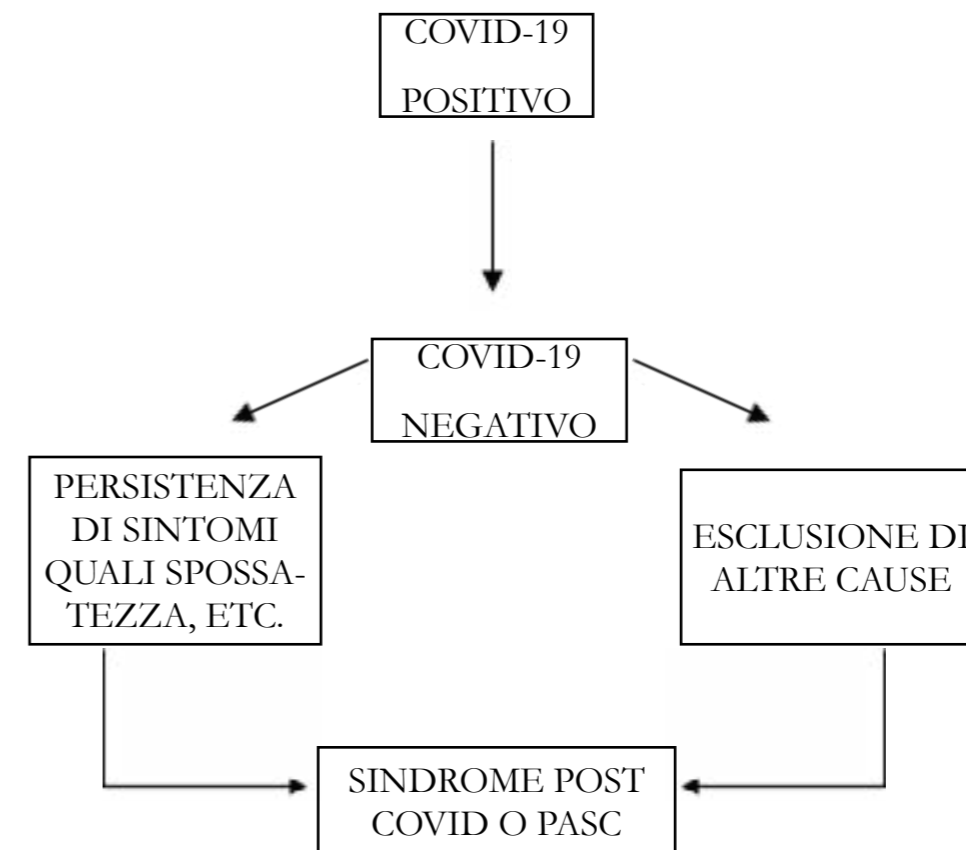 COVID-19
POSITIVO
COVID-19
NEGATIVO
PERSISTENZA
DI SINTOMI
QUALI SPOSSA-
TEZZA, ETC.
ESCLUSIONE DI
ALTRE CAUSE
SINDROME POST
COVID O PASC